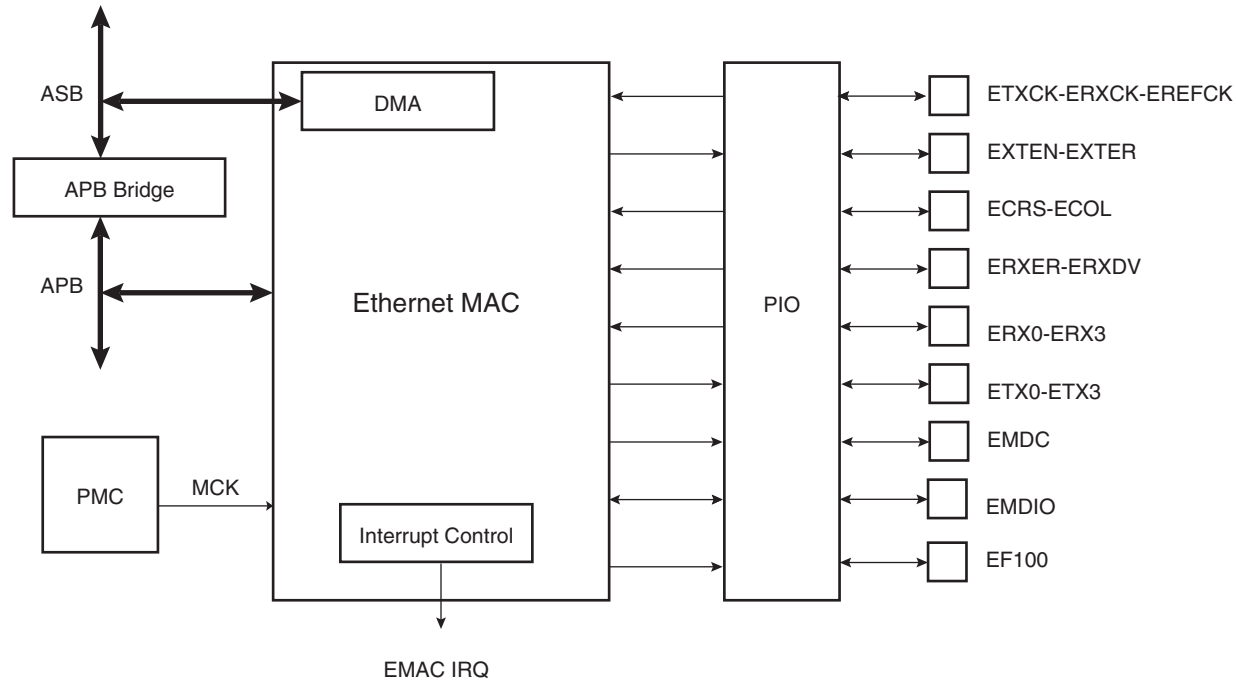 ASB
APB Bridge
APB
PMC
MCK
DMA
Ethernet MAC
Interrupt Control
EMAC IRQ
PIO
ETXCK-ERXCK-EREFCK
EXTEN-EXTER
ECRS-ECOL
ERXER-ERXDV
ERX0-ERX3
ETX0-ETX3
EMDC
EMDIO
EF100